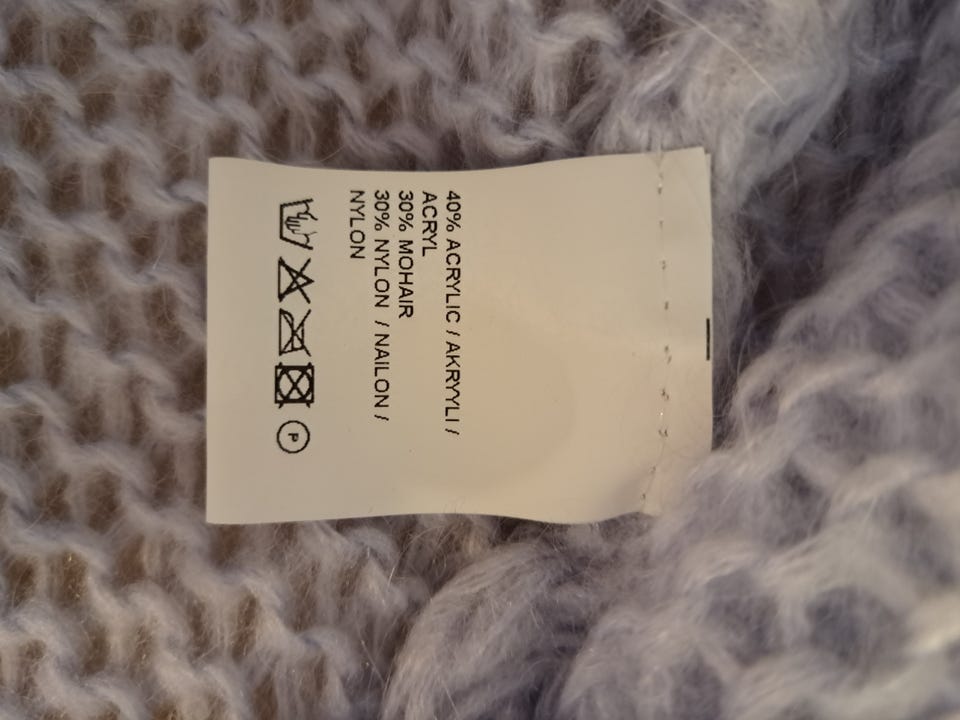 40% ACRYLIC / AKRYYLI /
ACRYL
30% MOHAIR
30% NYLON / NAILON /
NYLON
P